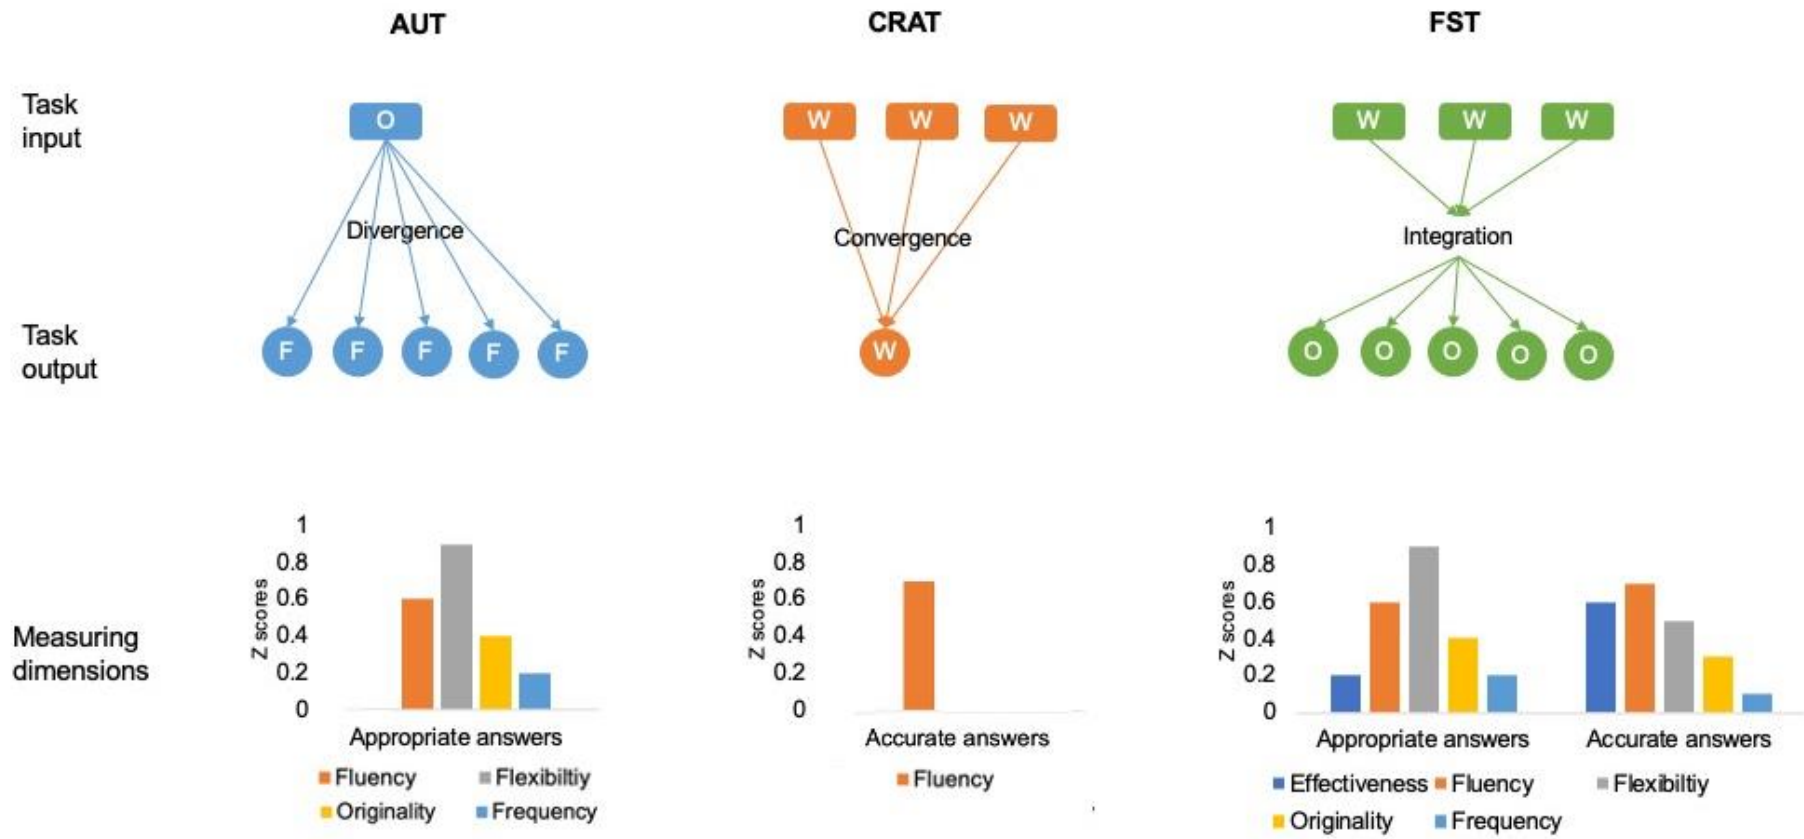 AUT
CRAT
FST
Task
input
O
W W W
W W W
Divergence
Convergence
Integration
Task
output
F F F F F
W
O O O O O
Measuring
dimensions
Z scores
1
0.8
0.6
0.4
0.2
0
Appropriate answers
Fluency
Flexibiltiy
Originality
Frequency
Z scores
1
0.8
0.6
0.4
0.2
0
Accurate answers
Fluency
Z scores
1
0.8
0.6
0.4
0.2
0
Appropriate answers
Accurate answers
Effectiveness
Fluency
Flexibiltiy
Originality
Frequency